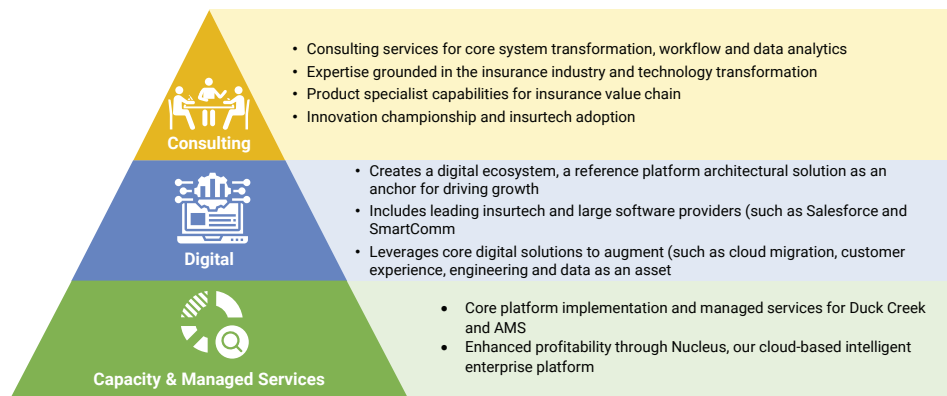 • Consulting services for core system transformation, workflow and data analytics
• Expertise grounded in the insurance industry and technology transformation
• Product specialist capabilities for insurance value chain
• Innovation championship and insurtech adoption
Consulting
• Creates a digital ecosystem, a reference platform architectural solution as an
anchor for driving growth
• Includes leading insurtech and large software providers (such as Salesforce and
SmartComm
• Leverages core digital solutions to augment (such as cloud migration, customer
experience, engineering and data as an asset
Digital
• Core platform implementation and managed services for Duck Creek
and AMS
• Enhanced profitability through Nucleus, our cloud-based intelligent
enterprise platform
Capacity & Managed Services